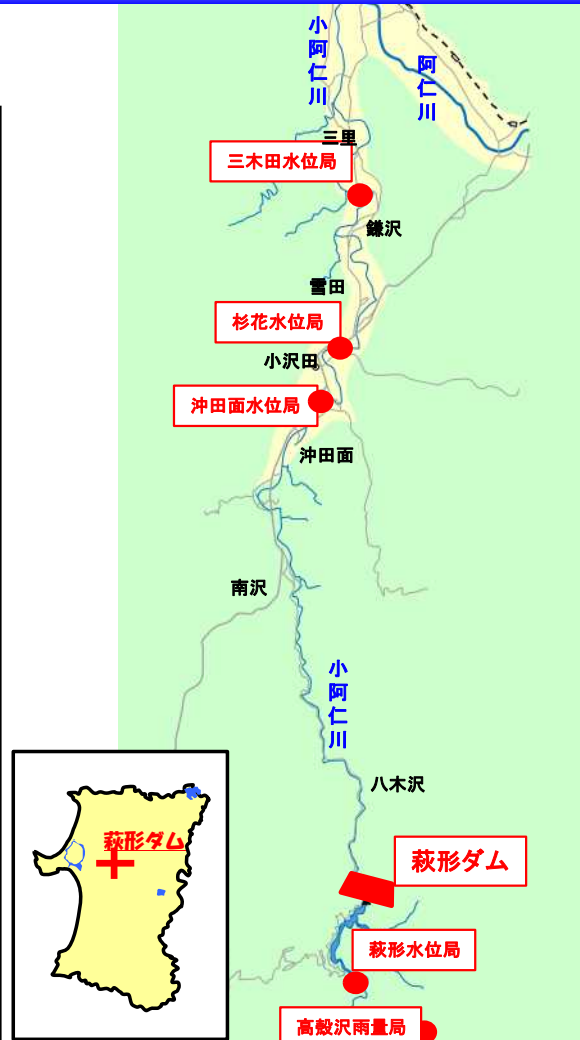 小阿仁川
阿仁川
三里
三木田水位局
鎌沢
雪田
杉花水位局
小沢田
沖田面水位局
沖田面
南沢
小阿仁川
八木沢
萩形ダム
萩形ダム
萩形水位局
高殻沢雨量局